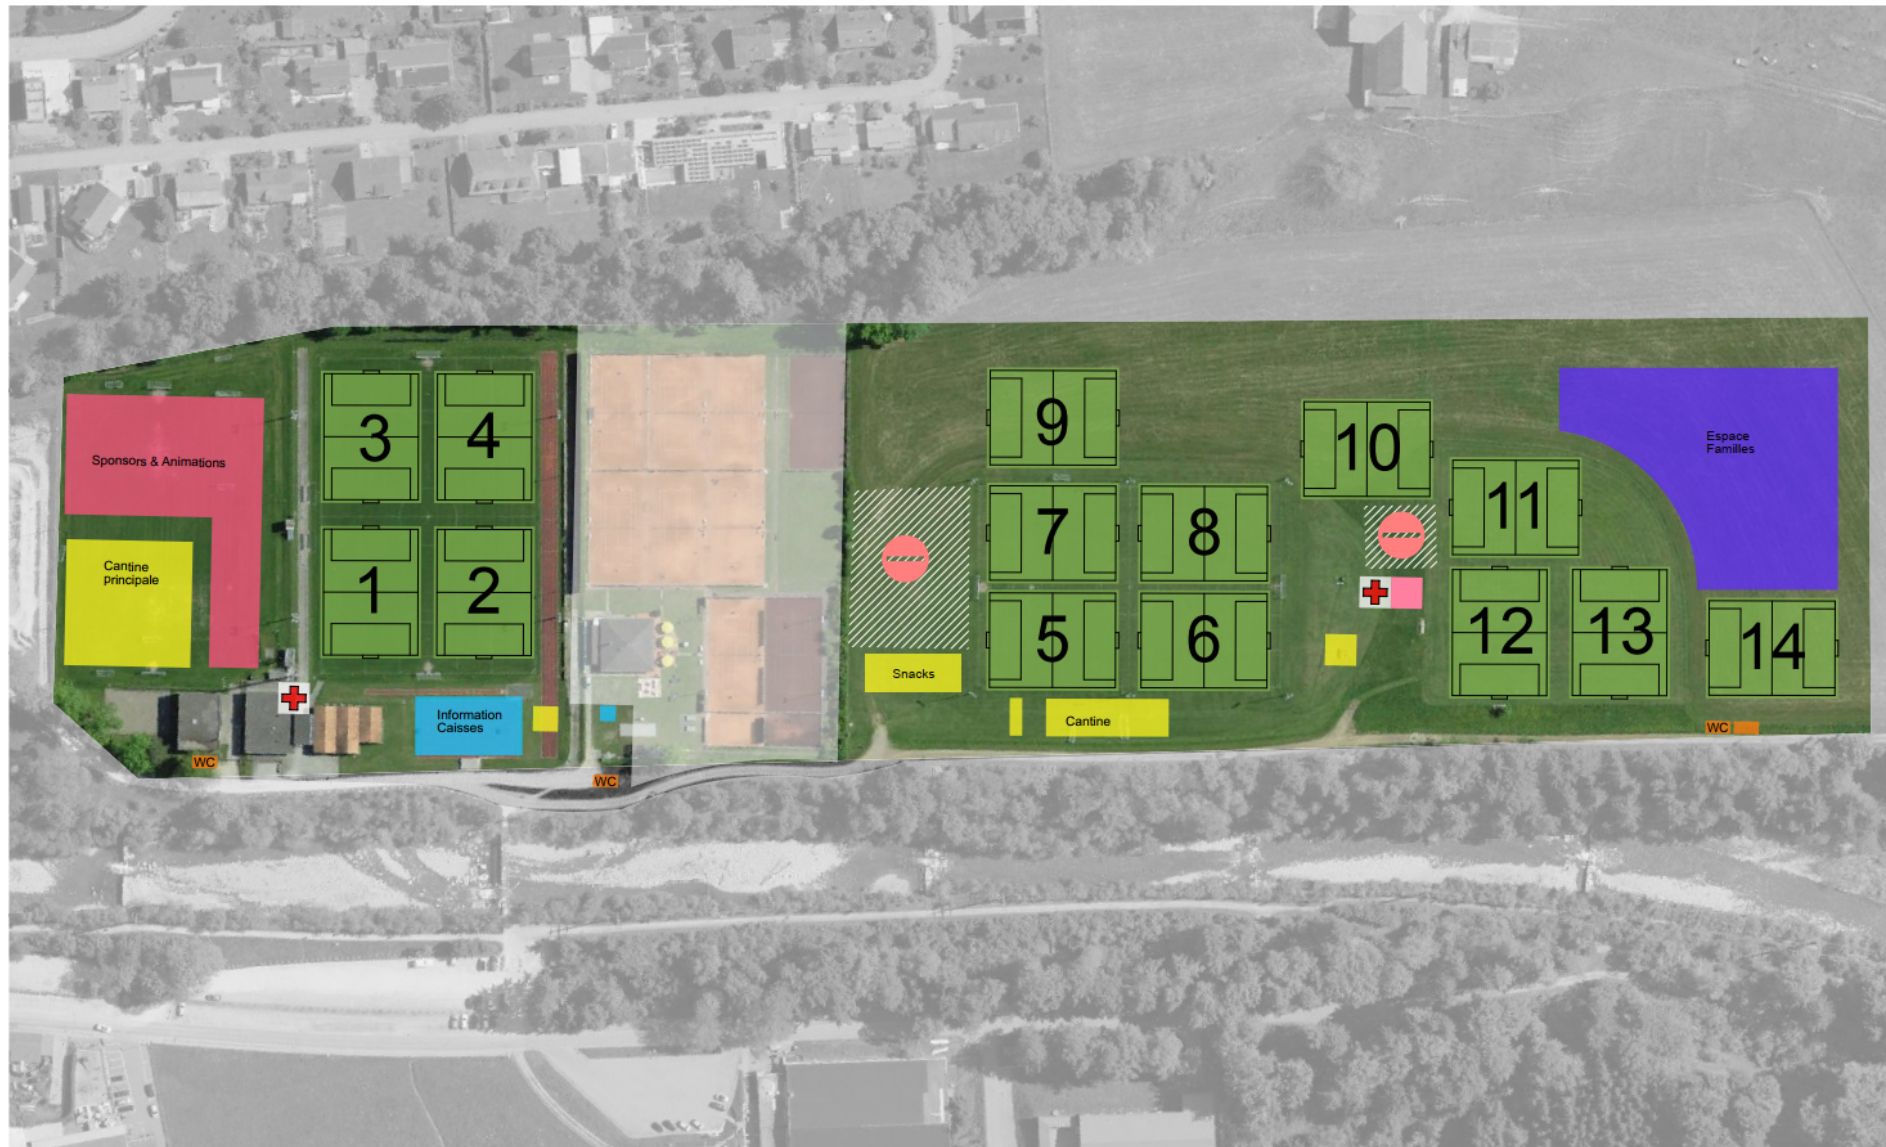 3
4
9
10
Espace
Familles
Sponsors & Animations
11
7
8
Cantine
principale
1
2
5
6
12
13
14
Snacks
Information
Caisses
Cantine
WC
WC
WC